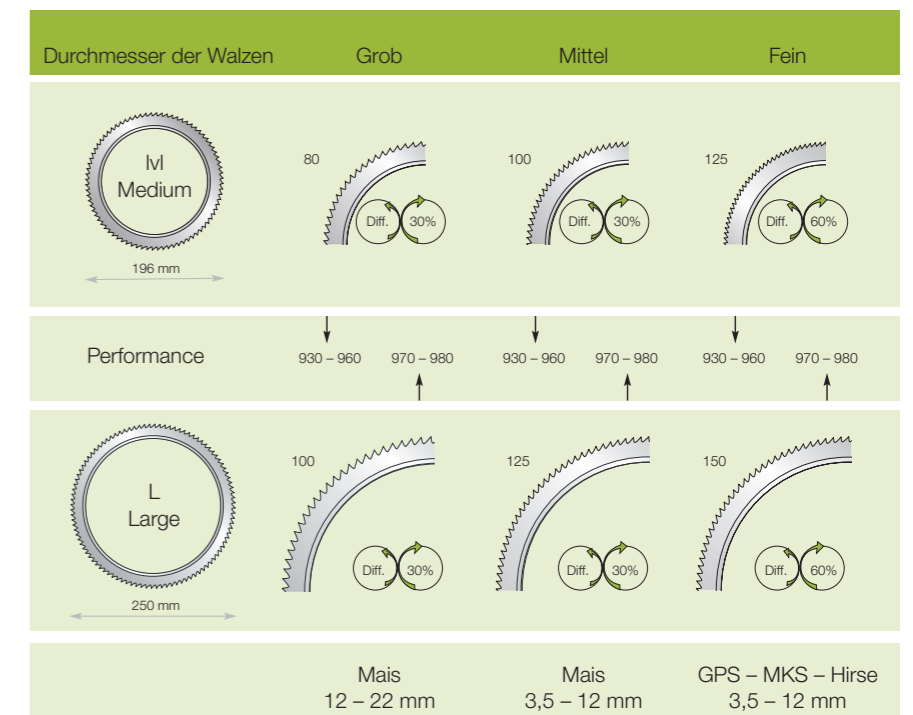 Durchmesser der Walzen Grob Mittel Fein
lvl
Medium
196 mm
80 Diff. 30%
100 Diff. 30%
125 Diff. 60%
Performance 930 – 960 970 – 980 930 – 960 970 – 980 930 – 960 970 – 980
L
Large
250 mm
100 Diff. 30%
125 Diff. 30%
150 Diff. 60%
Mais Mais GPS – MKS – Hirse
12 – 22 mm 3,5 – 12 mm 3,5 – 12 mm